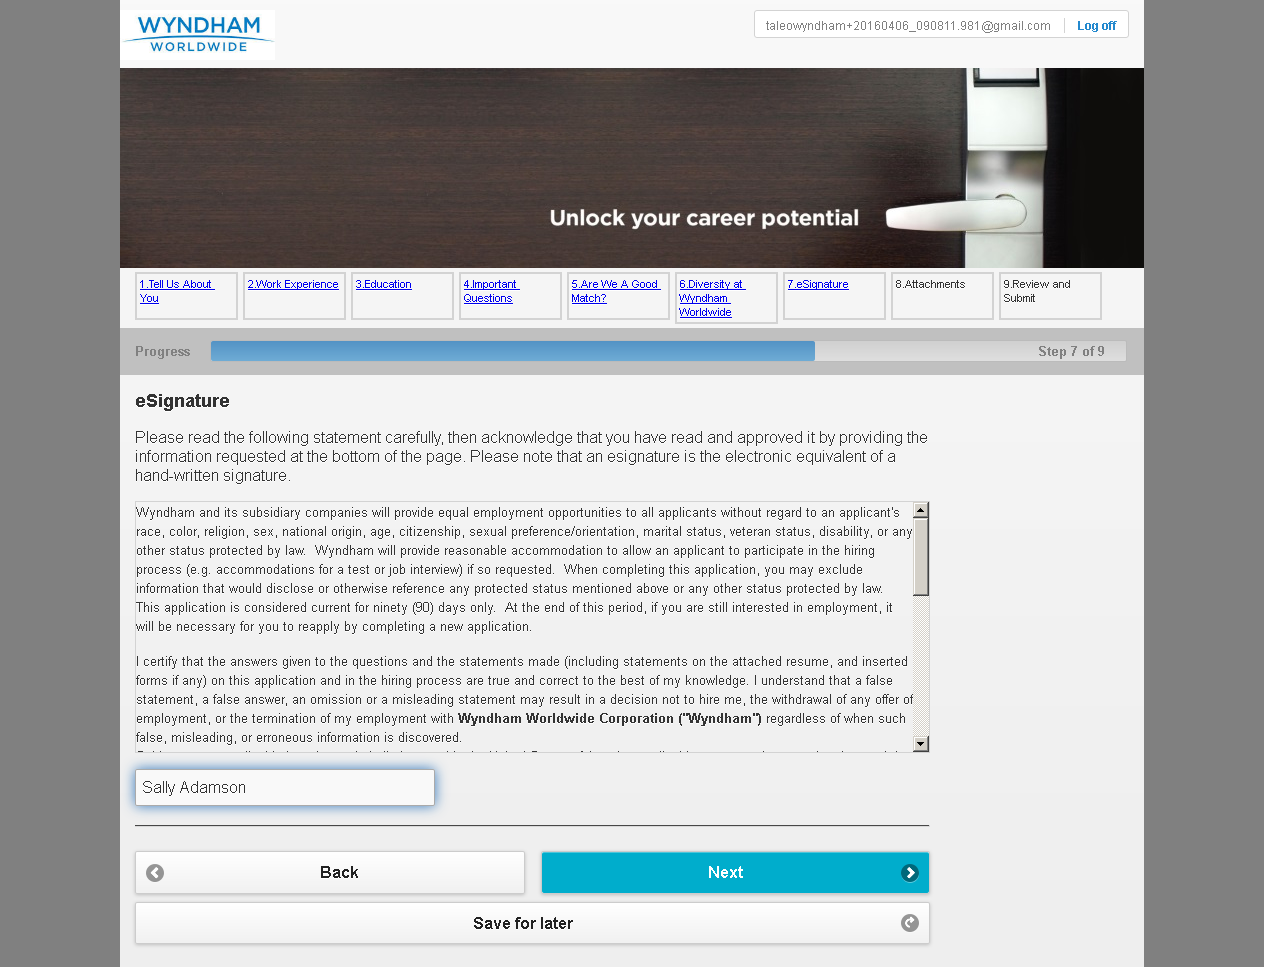 WYNDHAM
WORLDWIDE
taleowyndham+20160406_090811.981@gmail.com
Log off
Unlock your career potential
1.Tell Us About
You
2.Work Experience
3.Education
4.Important
Questions
5.Are We A Good
Match?
6.Diversity at
Wyndham
Worldwide
7.eSignature
8.Attachments
9.Review and
Submit
Progress
Step 7 of 9
eSignature
Please read the following statement carefully, then acknowledge that you have read and approved it by providing the
information requested at the bottom of the page. Please note that an esignature is the electronic equivalent of a
hand-written signature.
Wyndham and its subsidiary companies will provide equal employment opportunities to all applicants without regard to an applicant's
race, color, religion, sex, national origin, age, citizenship, sexual preference/orientation, marital status, veteran status, disability, or any
other status protected by law. Wyndham will provide reasonable accommodation to allow an applicant to participate in the hiring
process (e.g. accommodations for a test or job interview) if so requested. When completing this application, you may exclude
information that would disclose or otherwise reference any protected status mentioned above or any other status protected by law.
This application is considered current for ninety (90) days only. At the end of this period, if you are still interested in employment, it
will be necessary for you to reapply by completing a new application.
I certify that the answers given to the questions and the statements made (including statements on the attached resume, and inserted
forms if any) on this application and in the hiring process are true and correct to the best of my knowledge. I understand that a false
statement, a false answer, an omission or a misleading statement may result in a decision not to hire me, the withdrawal of any offer of
employment, or the termination of my employment with Wyndham Worldwide Corporation ("Wyndham") regardless of when such
false, misleading, or erroneous information is discovered.
Sally Adamson
Back
Next
Save for later